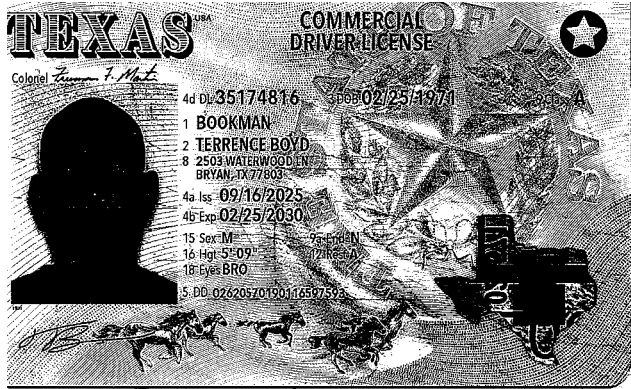 TEXAS USA
COMMERCIAL
DRIVER LICENSE
Colonel
4d DL 35174816 3 DOB 02/25/1971 9 Class A
1 BOOKMAN
2 TERRENCE BOYD
8 2503 WATERWOOD LN
BRYAN, TX 77803
4a Iss 09/16/2025
4b Exp 02/25/2030
15 Sex M 9a End N
16 Hgt 5'-09" 12 Rest A
18 Eyes BRO
5 DD 02620570190116597593